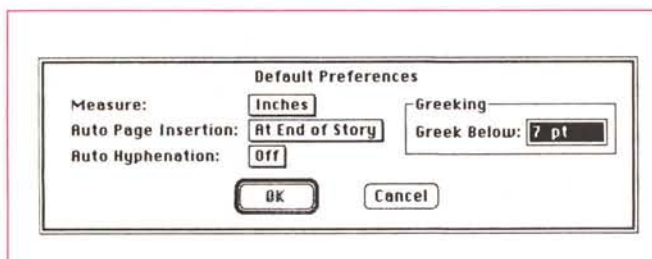 Default Preferences
Measure: Inches
Greeking
Auto Page Insertion: At End of Story
Greek Below: 7 pt
Auto Hyphenation: Off
OK Cancel